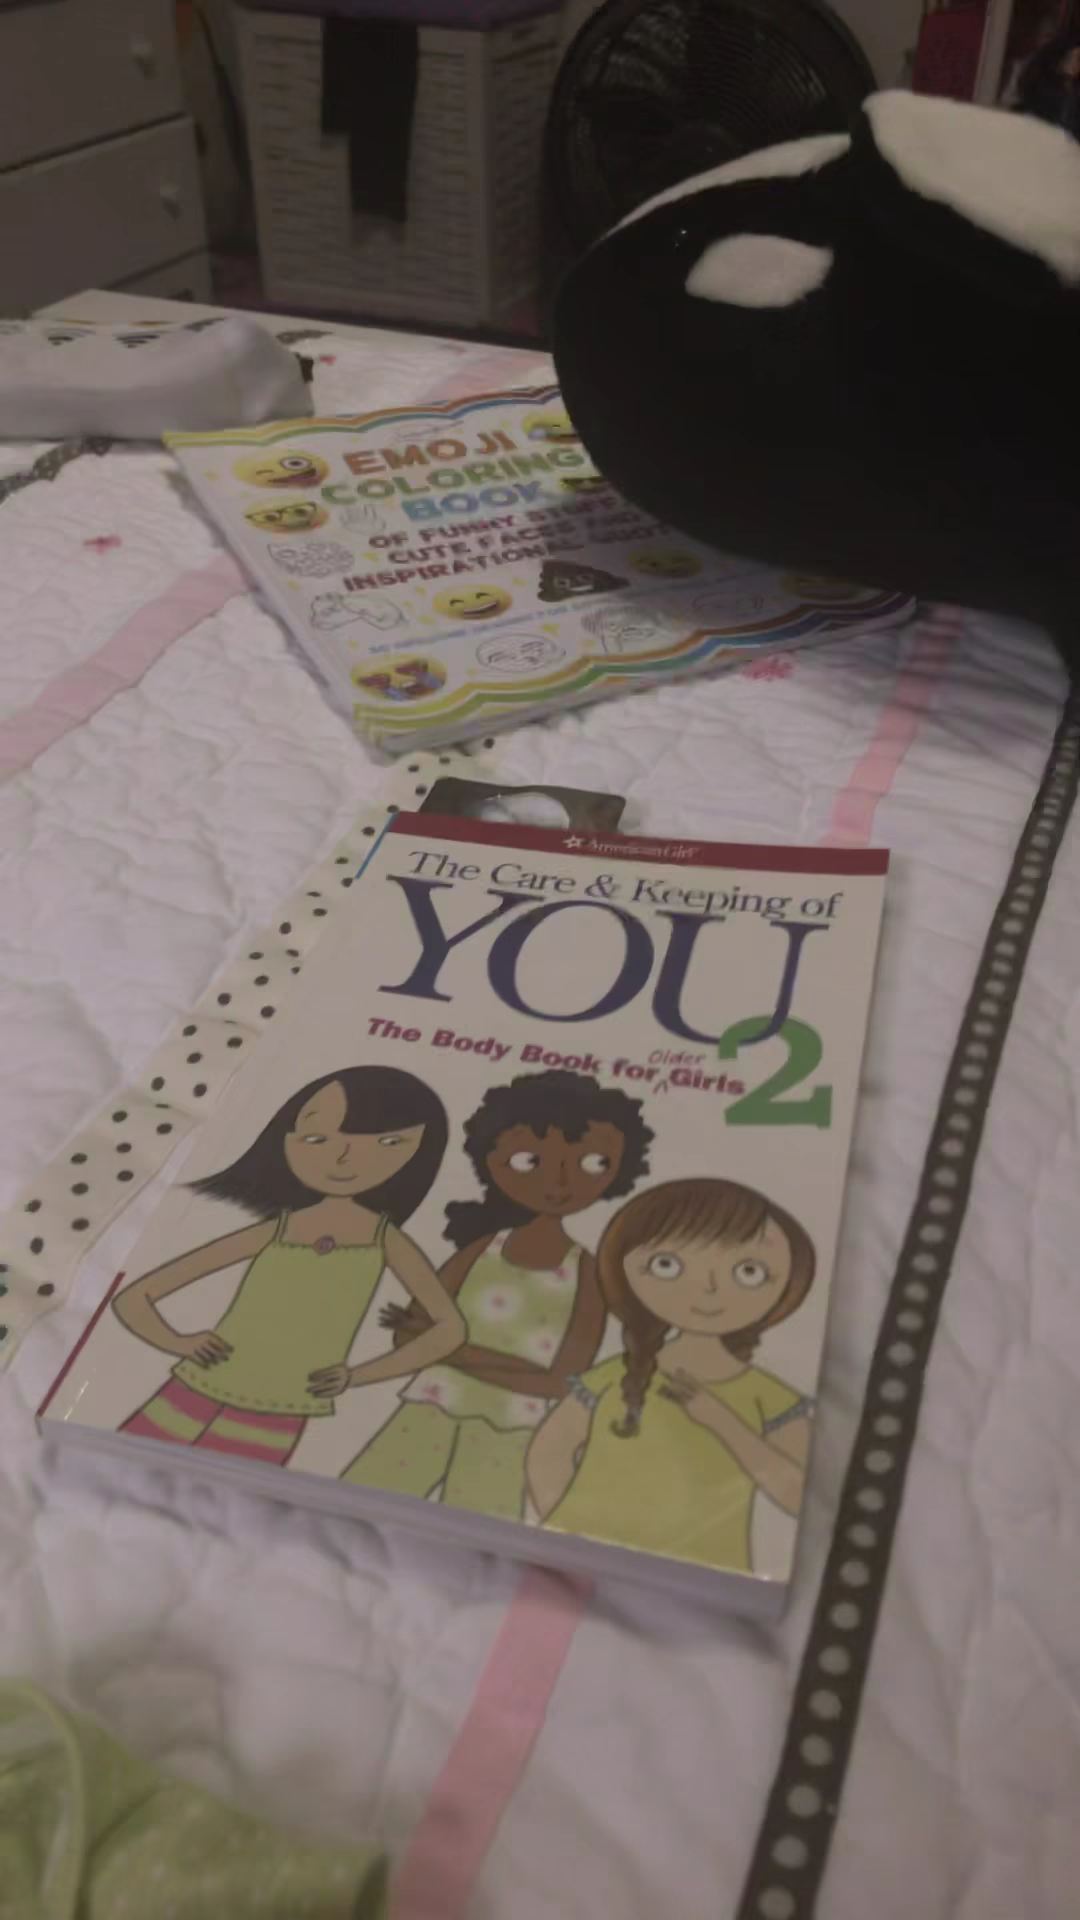 EMOJI
COLORING
BOOK
OF FUNNY STUFF
CUTE FACES AND
INSPIRATIONAL
American Girl
The Care & Keeping of
YOU
2
The Body Book for Older Girls